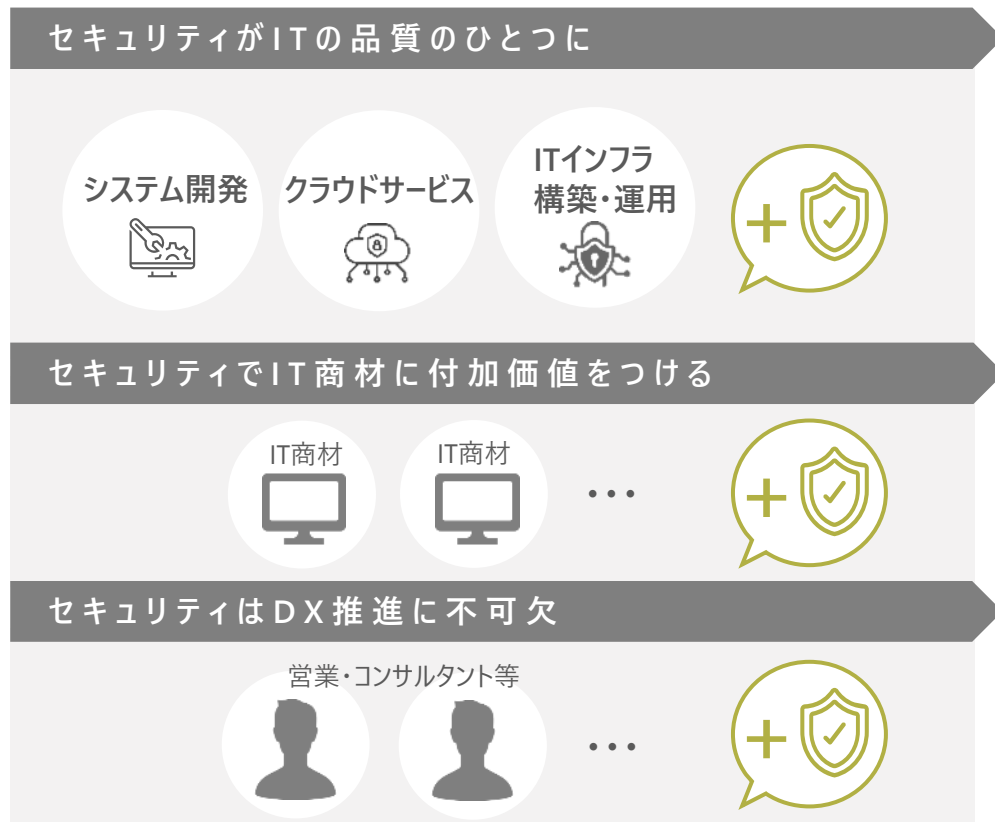 セキュリティがITの品質のひとつに
システム開発
クラウドサービス
ITインフラ
構築・運用
+
セキュリティでIT商材に付加価値をつける
IT商材
IT商材
・・・
+
セキュリティはDX推進に不可欠
営業・コンサルタント等
・・・
+